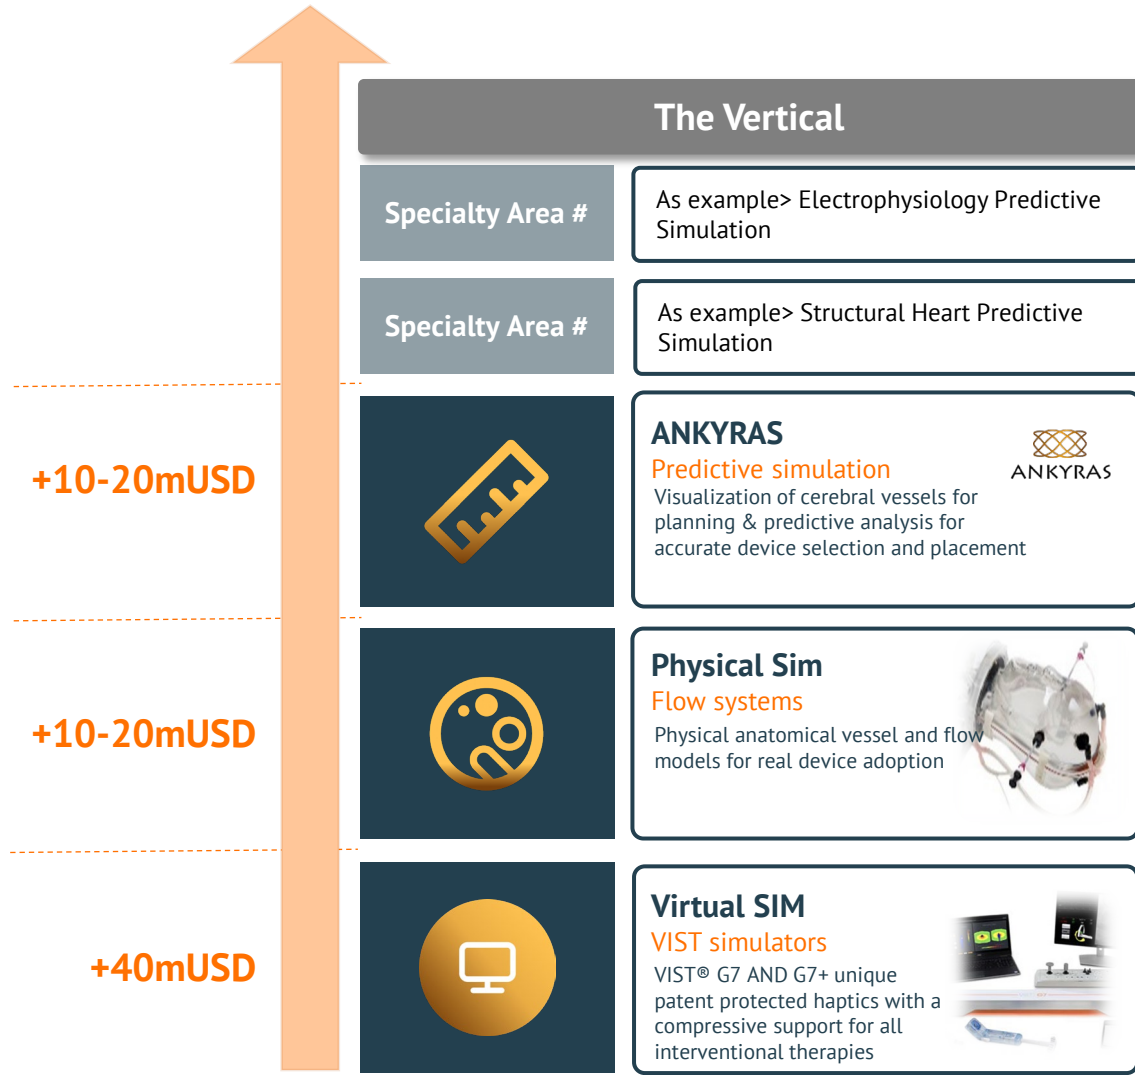 The Vertical
Specialty Area #
As example> Electrophysiology Predictive
Simulation
Specialty Area #
As example> Structural Heart Predictive
Simulation
+10-20mUSD
ANKYRAS
Predictive simulation
Visualization of cerebral vessels for
planning & predictive analysis for
accurate device selection and placement
ANKYRAS
+10-20mUSD
Physical Sim
Flow systems
Physical anatomical vessel and flow
models for real device adoption
+40mUSD
Virtual SIM
VIST simulators
VIST® G7 AND G7+ unique
patent protected haptics with a
compressive support for all
interventional therapies